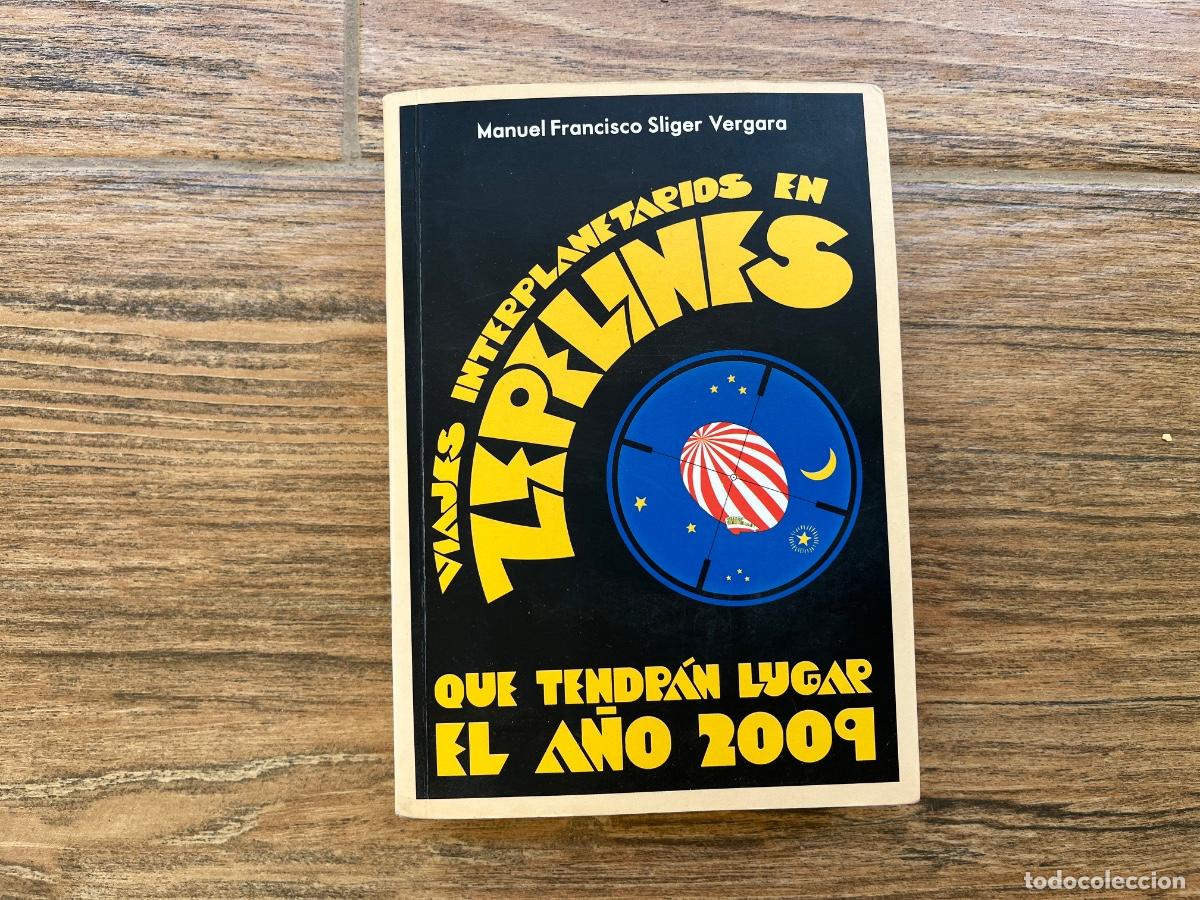 Manuel Francisco Sliger Vergara
VIAJES INTERPLANETARIOS EN
ZEPELINES
QUE TENDRÁN LUGAR
EL AÑO 2009
todocoleccion